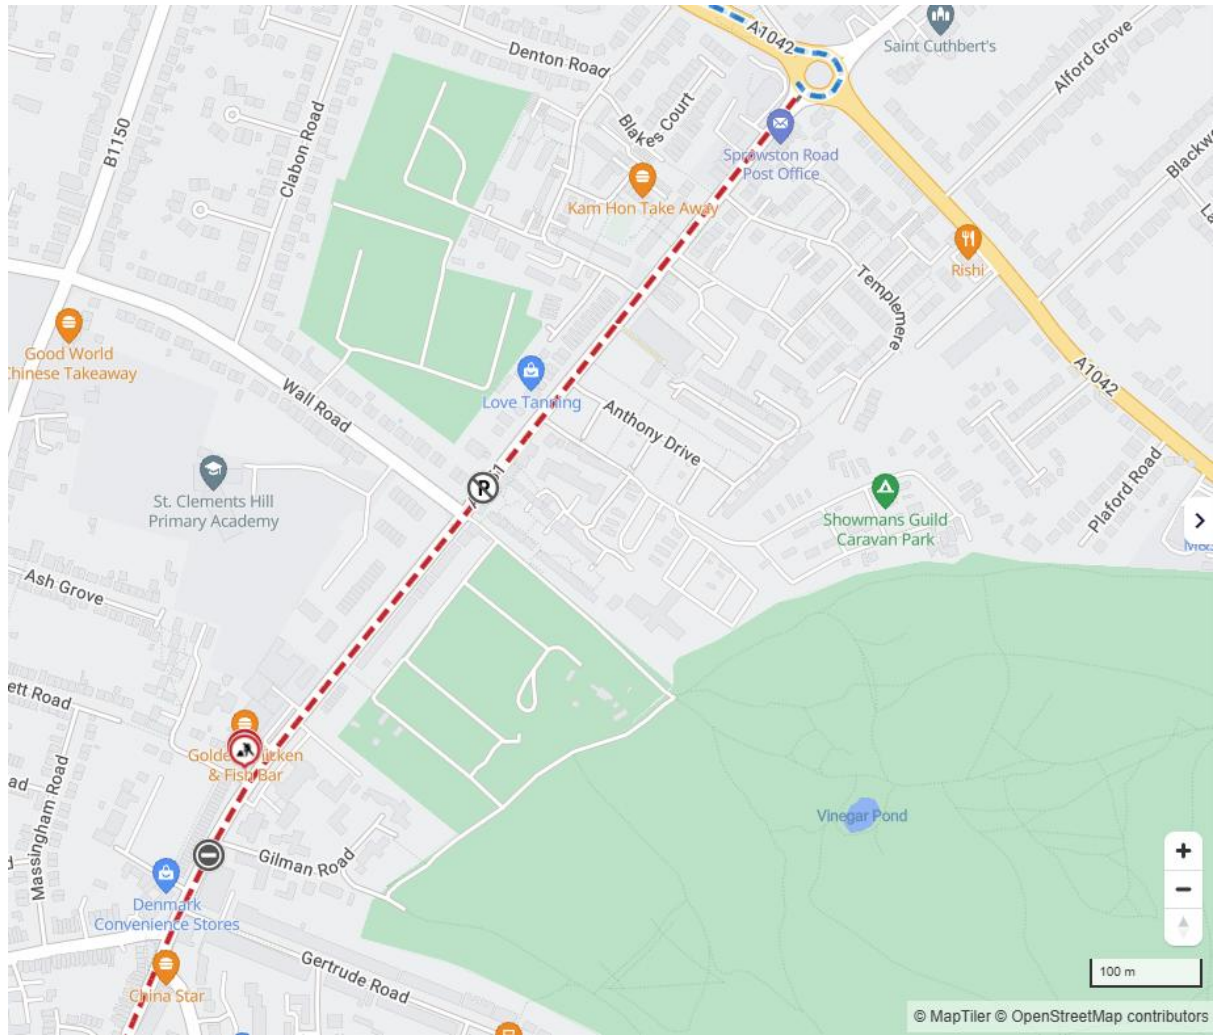 A1042
Saint Cuthbert's
Denton Road
Alford Grove
B1150
Clabon Road
Blakes Court
Sprowston Road
Post Office
Kam Hon Take Away
Rishi
Templemere
Good World
Chinese Takeaway
Wall Road
Love Tanning
A1042
Anthony Drive
St. Clements Hill
Primary Academy
Plaford Road
Showmans Guild
Caravan Park
Ash Grove
Massingham Road
& Fish Bar
Vinegar Pond
Gilman Road
Denmark
Convenience Stores
Gertrude Road
China Star
100 m
© MapTiler © OpenStreetMap contributors